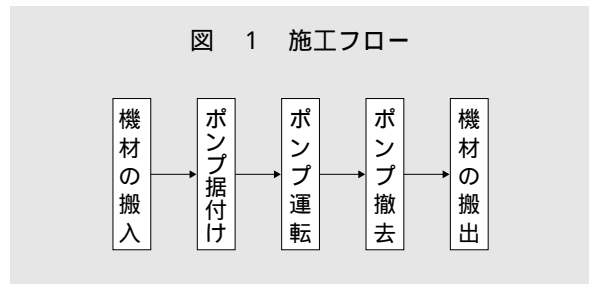 図 1 施工フロー
機材の搬入
ポンプ据付け
ポンプ運転
ポンプ撤去
機材の搬出